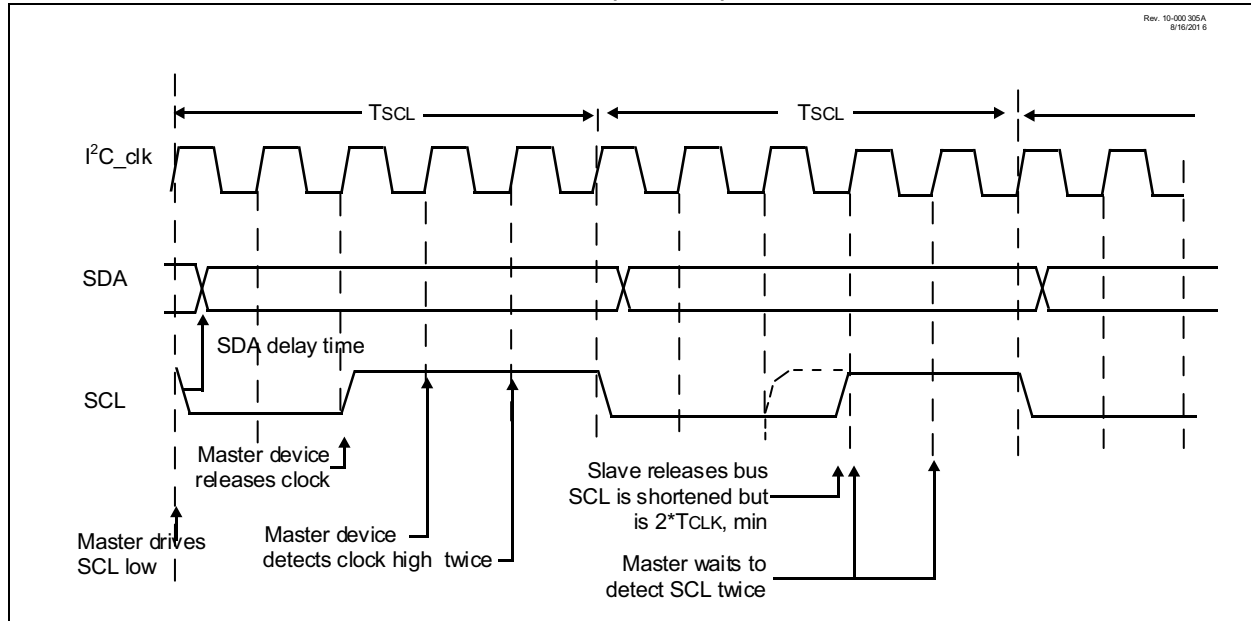 Rev. 10-000 305A
8/16/201 6
TSCL
TSCL
I²C_clk
SDA
SDA delay time
SCL
Master device
releases clock
Master drives
SCL low
Master device
detects clock high twice
Slave releases bus
SCL is shortened but
is 2*TCLK, min
Master waits to
detect SCL twice